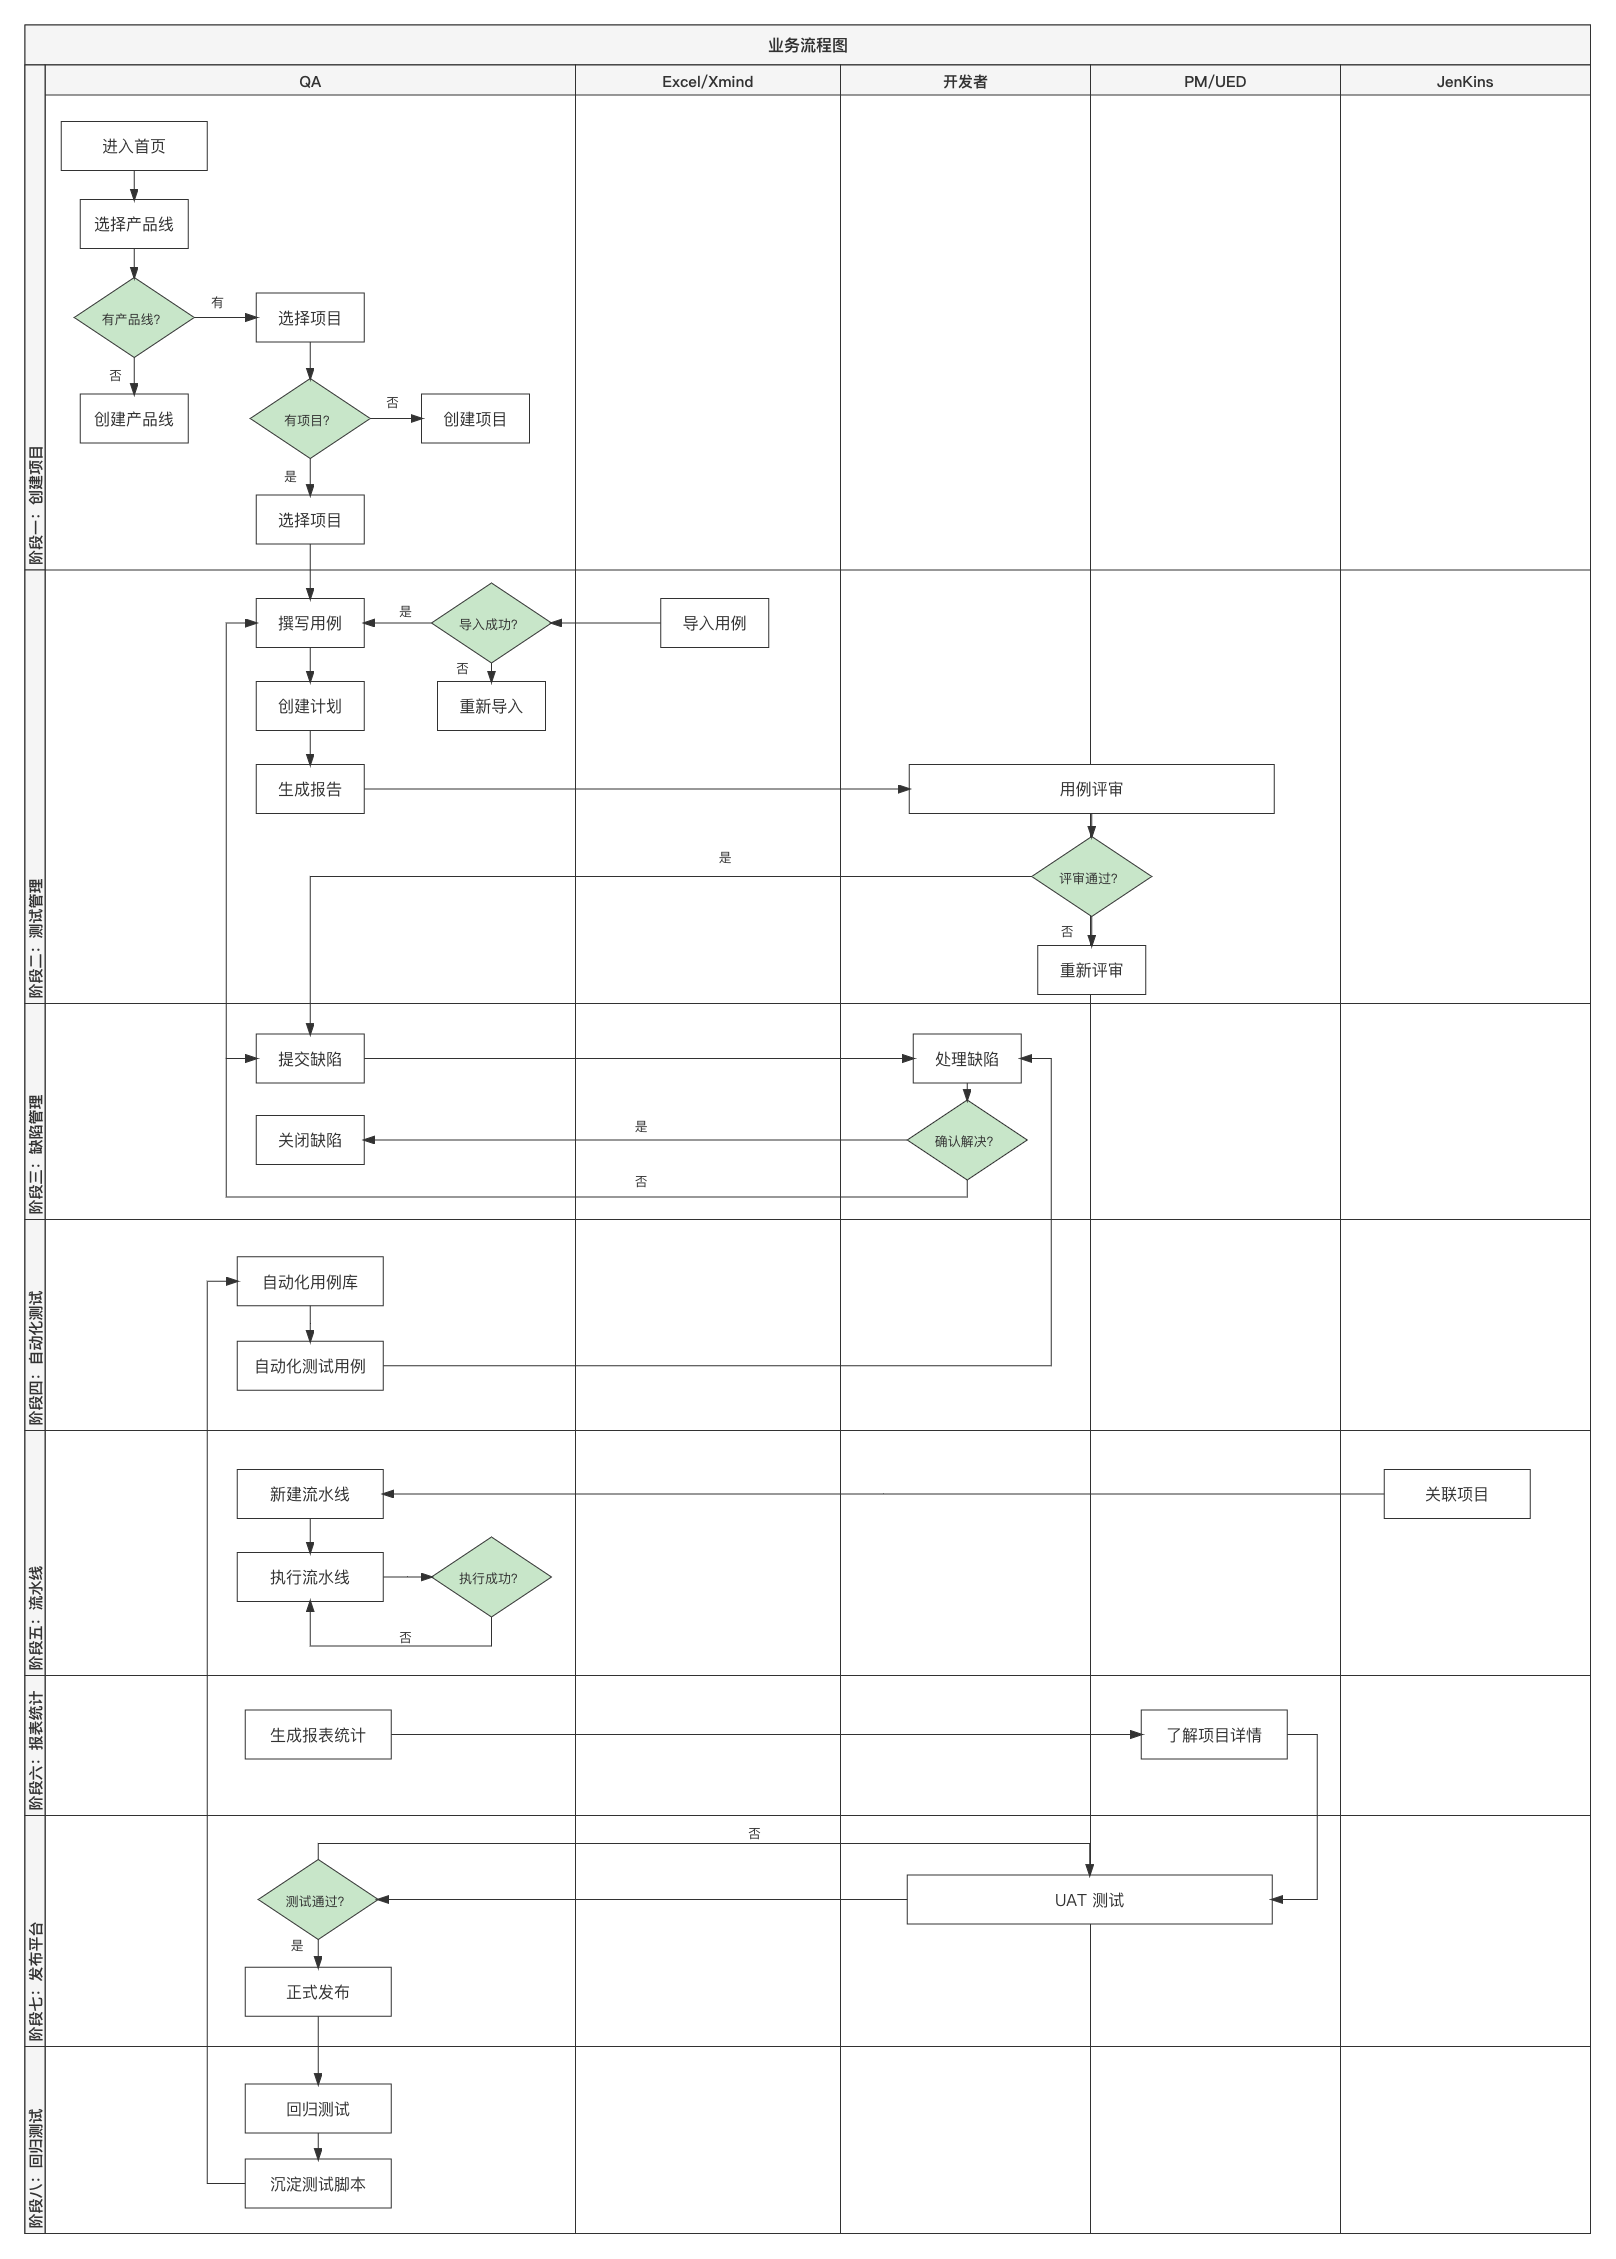 业务流程图
QA
Excel/Xmind
开发者
PM/UED
JenKins
阶段一：创建项目
进入首页
选择产品线
有产品线?
有
选择项目
否
创建产品线
有项目?
否
创建项目
是
选择项目
阶段二：测试管理
撰写用例
是
导入成功?
导入用例
否
创建计划
重新导入
生成报告
用例评审
是
评审通过?
否
重新评审
阶段三：缺陷管理
提交缺陷
处理缺陷
关闭缺陷
是
确认解决?
否
阶段四：自动化测试
自动化用例库
自动化测试用例
阶段五：流水线
新建流水线
关联项目
执行流水线
执行成功?
否
阶段六：报表统计
生成报表统计
了解项目详情
阶段七：发布平台
否
测试通过?
UAT 测试
是
正式发布
阶段八：回归测试
回归测试
沉淀测试脚本